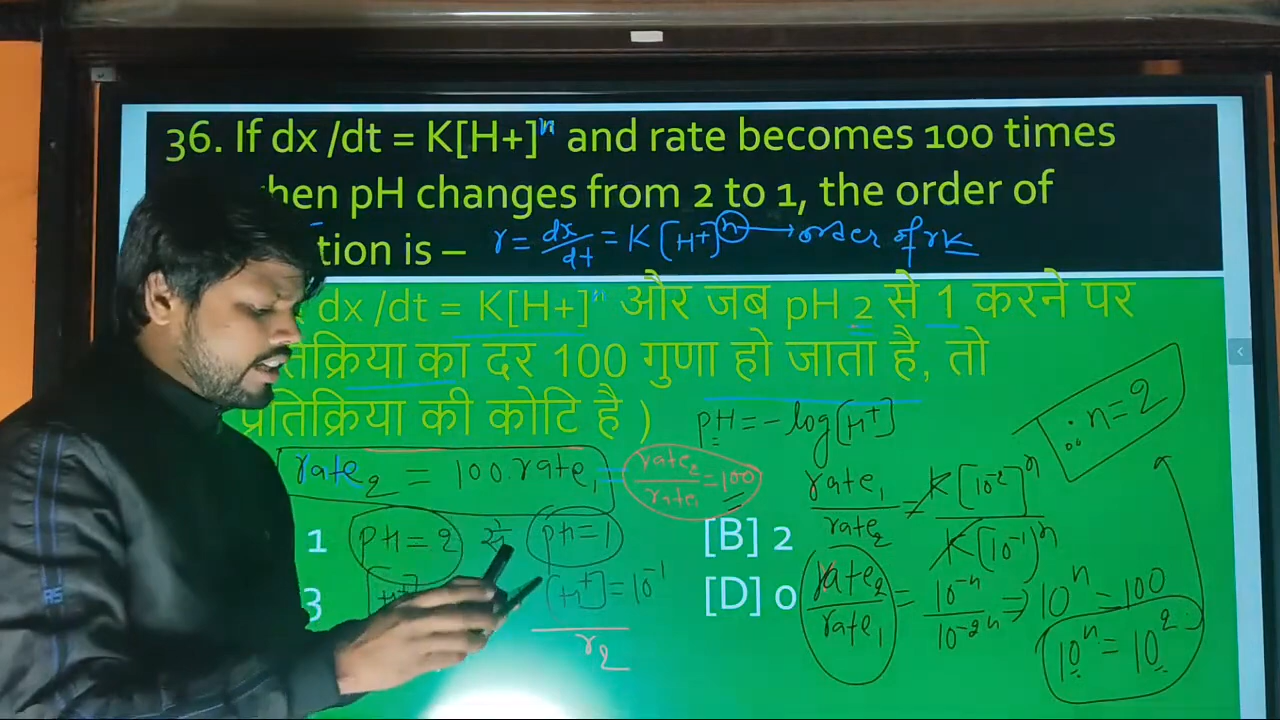 36. If dx /dt = K[H+]ⁿ and rate becomes 100 times
hen pH changes from 2 to 1, the order of
tion is –
r = dx/dt = K [H+]ⁿ → order of rk
dx /dt = K[H+]ⁿ और जब pH 2 से 1 करने पर
तिक्रिया का दर 100 गुणा हो जाता है, तो
प्रतिक्रिया की कोटि है )
pH = -log[H+]
∴ n = 2
rate₂ = 100.rate₁
rate₂/rate₁ = 100
rate₁/rate₂ = K[10⁻²]ⁿ/K(10⁻¹)ⁿ
1
pH = 2 से pH = 1
[B] 2
3
[H+]
[H+] = 10⁻¹
r₂
[D] 0
rate₂/rate₁ = 10⁻ⁿ/10⁻²ⁿ ⇒ 10ⁿ = 100
10ⁿ = 10²